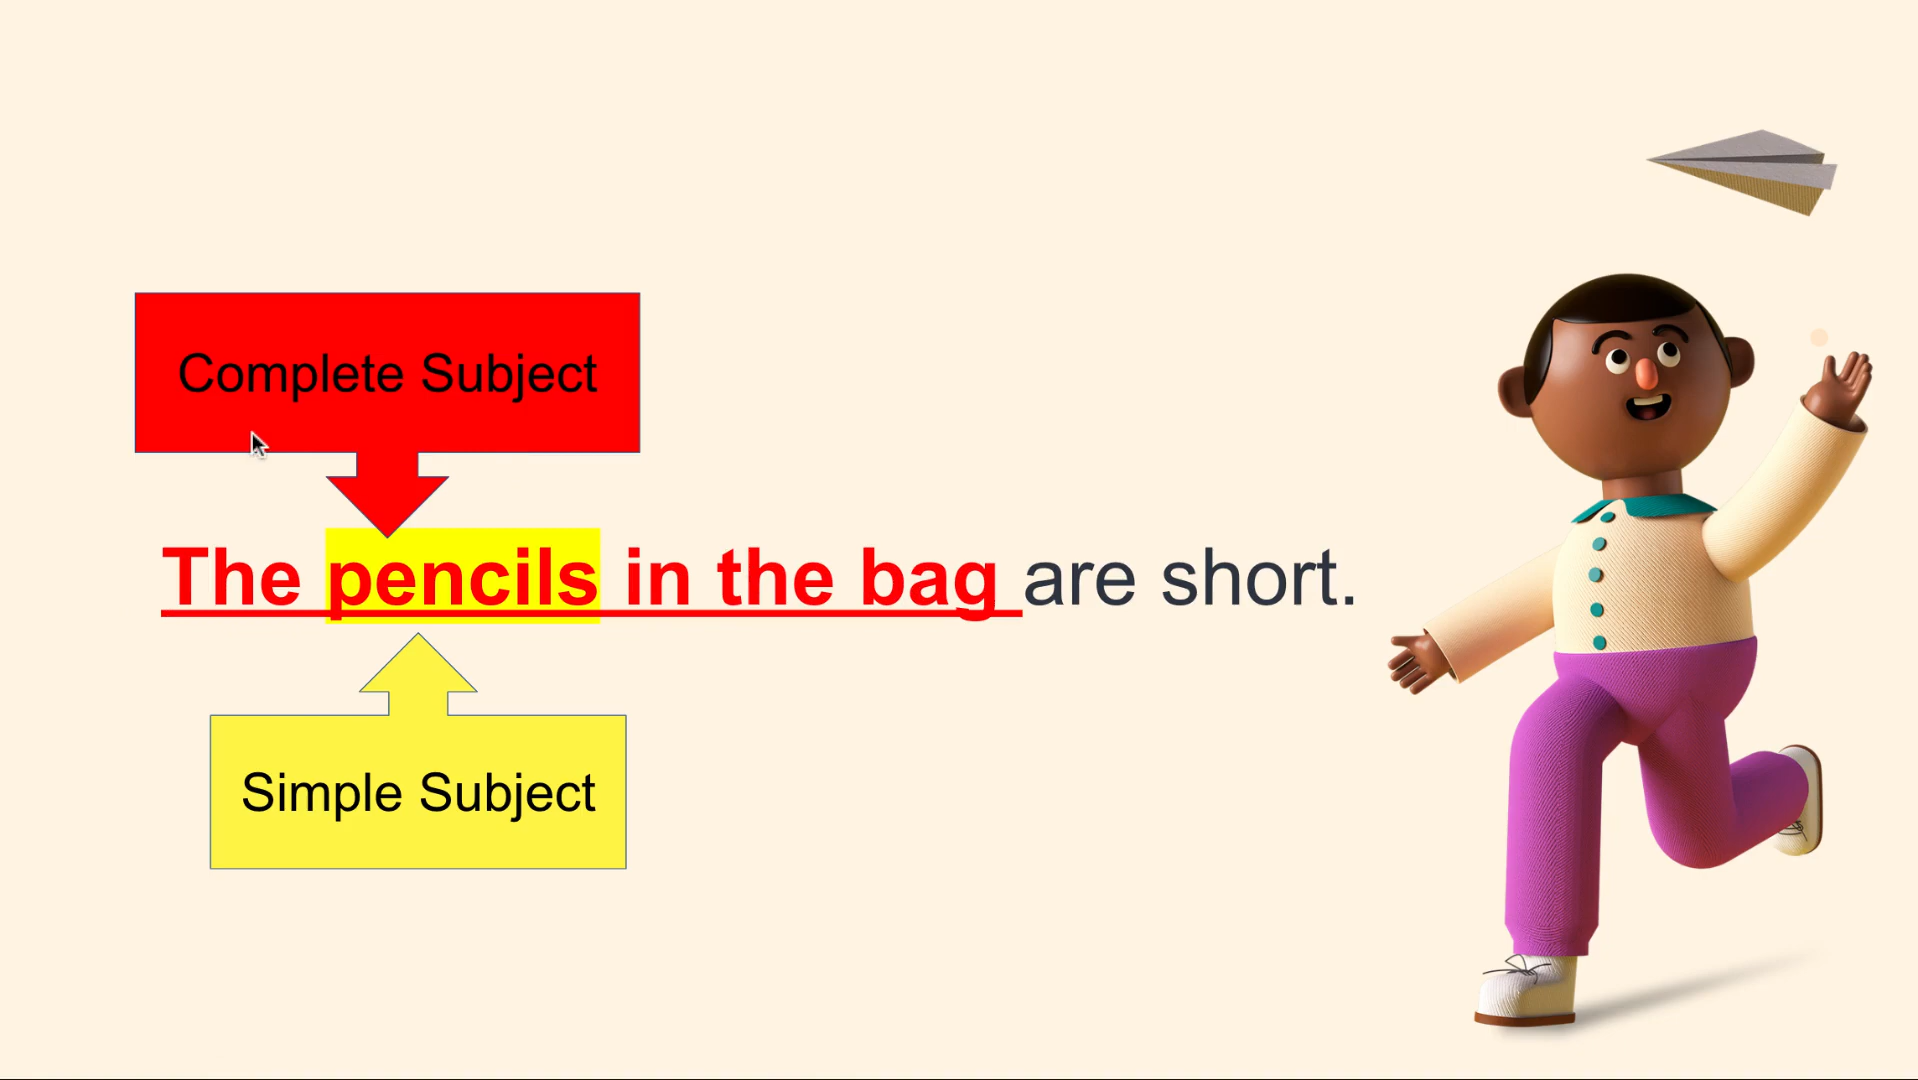 Complete Subject
The pencils in the bag are short.
Simple Subject